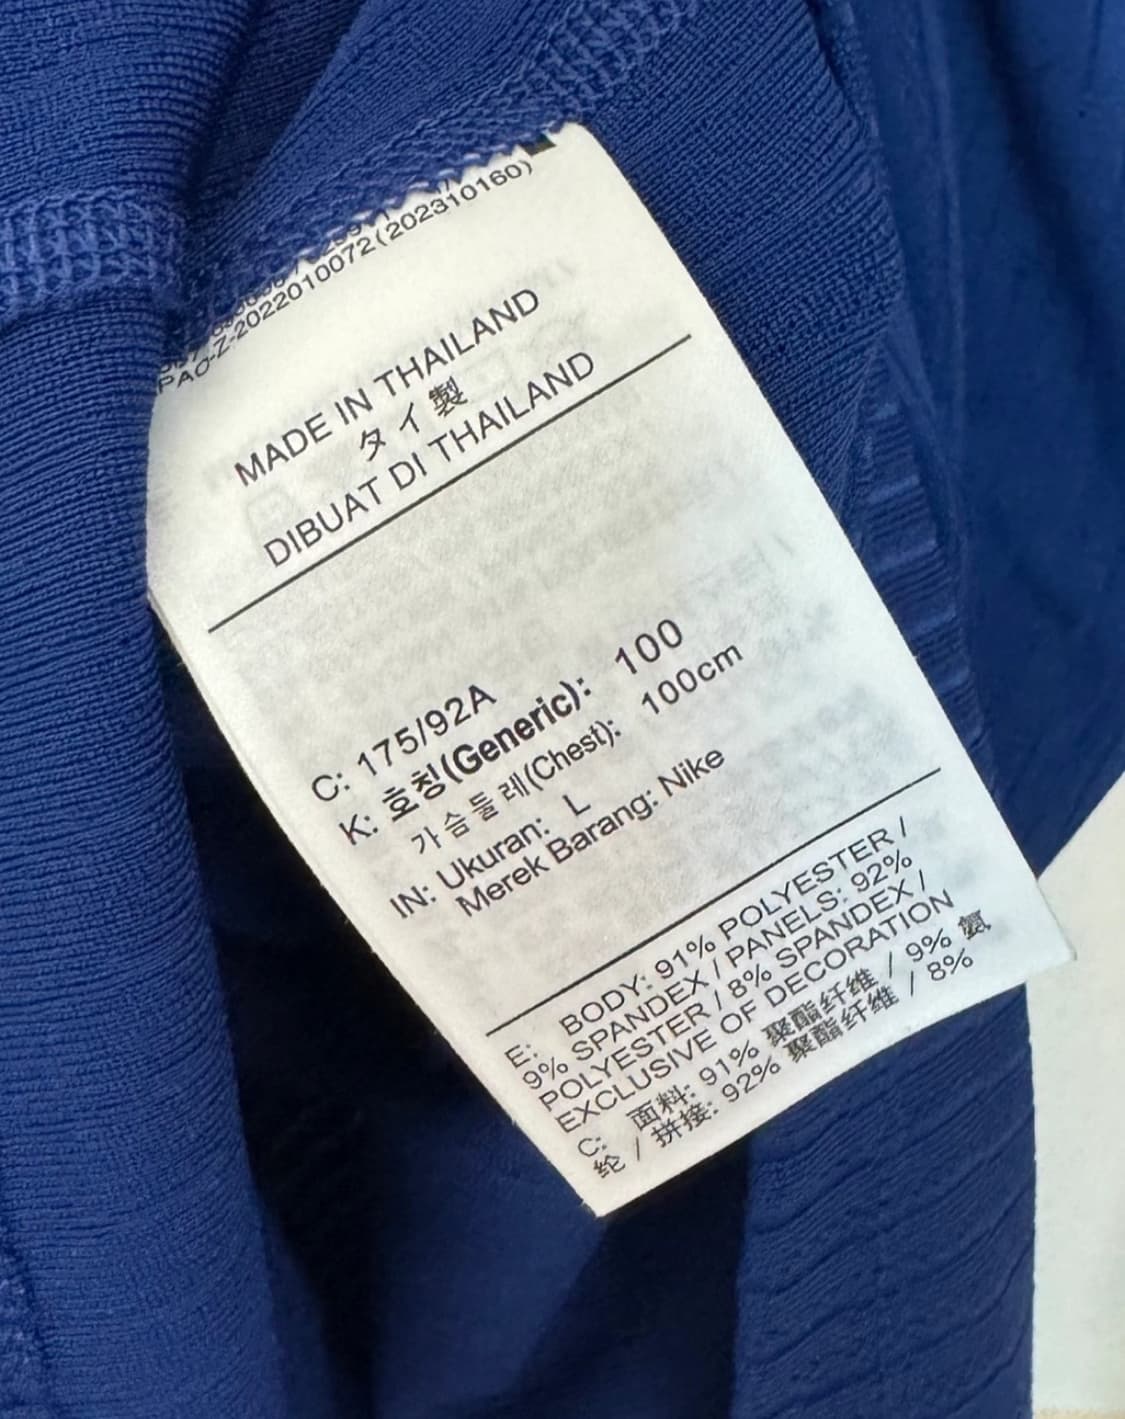 PAC-Z-2022010072(202310160)
MADE IN THAILAND
タイ製
DIBUAT DI THAILAND
C: 175/92A
K: 호칭(Generic): 100
가슴둘레(Chest): 100cm
IN: Ukuran: L
Merek Barang: Nike
E: BODY: 91% POLYESTER /
9% SPANDEX / PANELS: 92%
POLYESTER / 8% SPANDEX /
EXCLUSIVE OF DECORATION
C: 面料: 91% 聚酯纤维 / 9% 氨
纶 / 拼接: 92% 聚酯纤维 / 8%